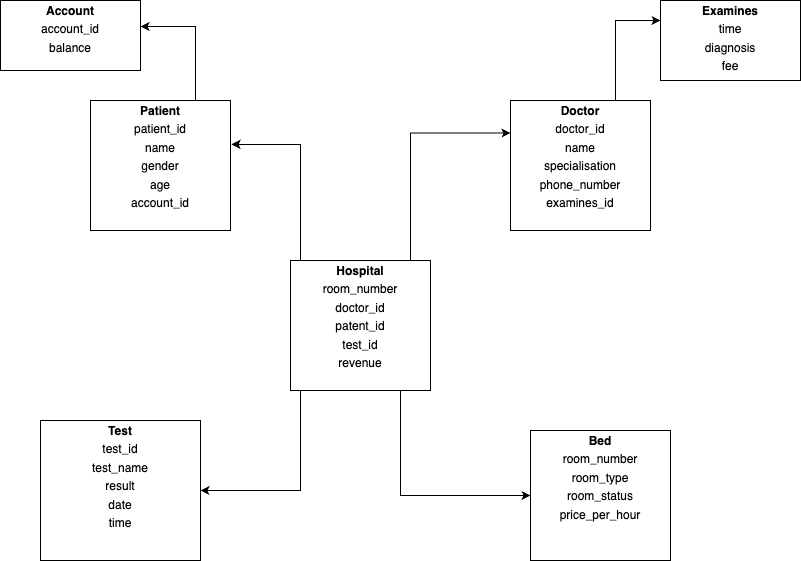 Account
account_id
balance
Examines
time
diagnosis
fee
Patient
patient_id
name
gender
age
account_id
Doctor
doctor_id
name
specialisation
phone_number
examines_id
Hospital
room_number
doctor_id
patent_id
test_id
revenue
Test
test_id
test_name
result
date
time
Bed
room_number
room_type
room_status
price_per_hour